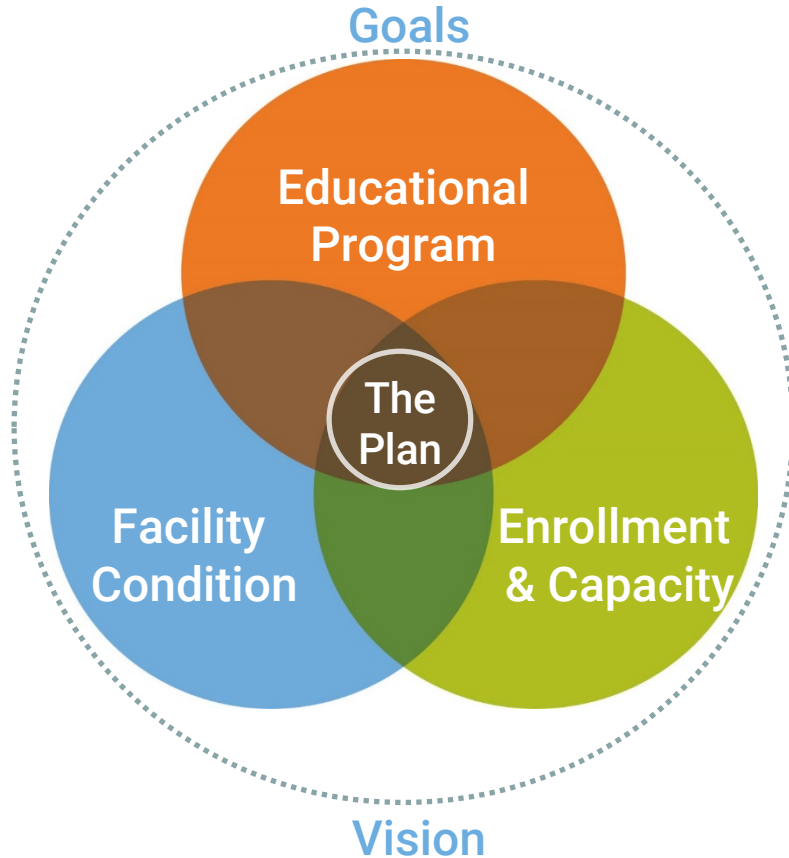 Goals
Educational
Program
The
Plan
Facility
Condition
Enrollment
& Capacity
Vision